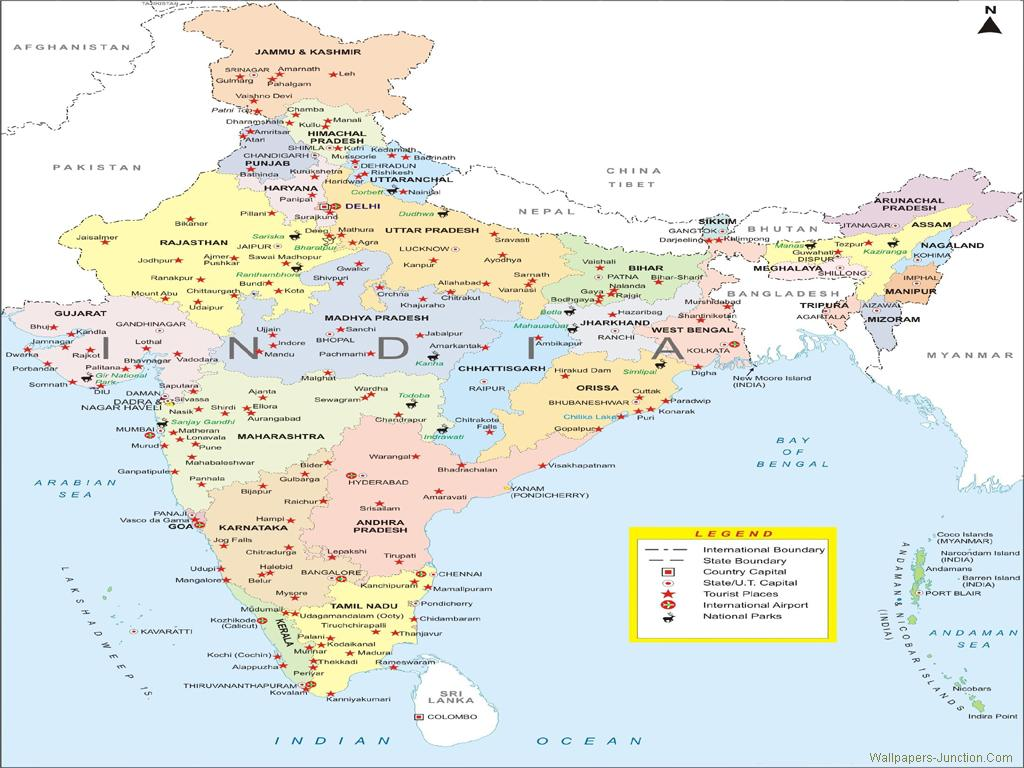 TAJIKISTAN
N
AFGHANISTAN
JAMMU & KASHMIR
SRINAGAR
Amarnath
Gulmarg
Leh
Pahalgam
Vaishno Devi
Patni Top
Chamba
Dharamshala
Manali
Kullu
Amritsar
Atari
HIMACHAL
PRADESH
SHIMLA
Kufri
Kedarnath
Badrinath
CHANDIGARH
Mussoorie
PUNJAB
DEHRADUN
Rishikesh
Bathinda
Kurukshetra
Haridwar
UTTARANCHAL
PAKISTAN
CHINA
TIBET
HARYANA
Corbett
Nainital
Panipat
DELHI
Pillani
Surajkund
Dudhwa
NEPAL
ARUNACHAL
PRADESH
SIKKIM
GANGTOK
BHUTAN
ITANAGAR
ASSAM
Darjeeling
Kalimpong
Manas
Tezpur
Kaziranga
NAGALAND
Guwahati
DISPUR
KOHIMA
MEGHALAYA
SHILLONG
IMPHAL
MANIPUR
Bikaner
Jaisalmer
RAJASTHAN
Sariska
Deeg
Mathura
UTTAR PRADESH
JAIPUR
Bharatpur
Agra
LUCKNOW
Sravasti
Jodhpur
Ajmer
Pushkar
Sawai Madhopur
Gwalior
Kanpur
Ayodhya
Vaishali
BIHAR
Ranakpur
Ranthambhora
Shivpuri
Allahabad
Sarnath
Varanasi
PATNA
Bihar-Sharif
Nalanda
Mount Abu
Chittaurgarh
Bundi
Kota
Orchna
Chitrakut
Gaya
Rajgir
Bodhgaya
Udaipur
Khajuraho
Betla
Hazaribag
Murshidabad
BANGLADESH
TRIPURA
AGARTALA
AIZAWL
MIZORAM
GUJARAT
GANDHINAGAR
MADHYA PRADESH
Mahauaduar
JHARKHAND
RANCHI
Shantiniketan
WEST BENGAL
Bhuj
Kandla
Ujjain
Sanchi
BHOPAL
Jabalpur
Ambikapur
KOLKATA
Jamnagar
Lothal
Indore
Amarkantak
INDIA
Dwarka
Rajkot
Mandu
Pachmarhi
Kanha
Porbandar
Bhavnagar
Vadodara
CHHATTISGARH
Hirakud Dam
Simlipal
Digha
New Moore Island
(INDIA)
MYANMAR
Palitana
Gir National
Park
Somnath
DIU
DAMAN
DADRA &
NAGAR HAVELI
Saputara
Silvassa
Malghat
Wardha
Sewagram
RAIPUR
ORISSA
Cuttak
BHUBANESHWAR
Paradwip
Konarak
Chilika Lake
Puri
Gopalpur
Nasik
Shirdi
Ajanta
Ellora
Aurangabad
Todoba
Chandrapur
Chitrakote
Falls
Indrawati
Sanjay Gandhi
MUMBAI
Matheran
Lonavala
Murud
Pune
MAHARASHTRA
Mahabaleshwar
Ganpatipule
Panhala
Bider
Gulbarga
Warangal
HYDERABAD
Bhadrachalan
Visakhapatnam
BAY
OF
BENGAL
ARABIAN
SEA
Bijapur
Raichur
Amaravati
Srisailam
YANAM
(PONDICHERRY)
PANAJI
Vasco da Gama
GOA
Hampi
KARNATAKA
ANDHRA
PRADESH
Jog Falls
Chitradurga
Lepakshi
Tirupati
Udupi
Halebid
Belur
BANGALORE
CHENNAI
Mangalore
Kanchipuram
Mamallpuram
Mysore
TAMIL NADU
Pondicherry
Mudumali
Kozhikode
(Calicut)
Udagamandalam (Ooty)
Chidambaram
KERALA
Tiruchchirapalli
Palani
Thanjavur
Kodaikanal
Munnar
Madurai
Kochi (Cochin)
Thekkadi
Rameswaram
Alappuzha
Periyar
THIRUVANANTHAPURAM
Kovalam
Kanniyakumari
LAKSHADWEEP IS
KAVARATTI
SRI
LANKA
COLOMBO
INDIAN OCEAN
LEGEND
International Boundary
State Boundary
Country Capital
State/U.T. Capital
Tourist Places
International Airport
National Parks
Coco Islands
(MYANMAR)
Narcondam Island
(INDIA)
Andamans
Barren Island
(INDIA)
PORT BLAIR
ANDAMAN & NICOBAR ISLANDS
(INDIA)
ANDAMAN
SEA
Nicobars
Indira Point
Wallpapers-Junction.Com